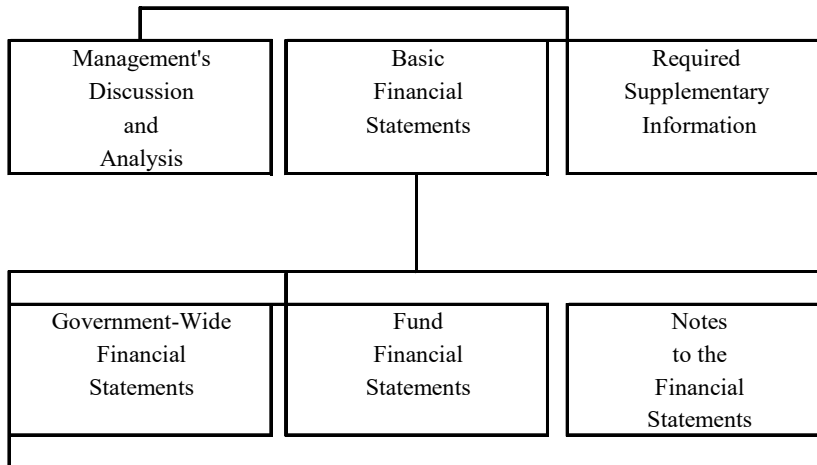 Management's
Discussion
and
Analysis
Basic
Financial
Statements
Required
Supplementary
Information
Government-Wide
Financial
Statements
Fund
Financial
Statements
Notes
to the
Financial
Statements